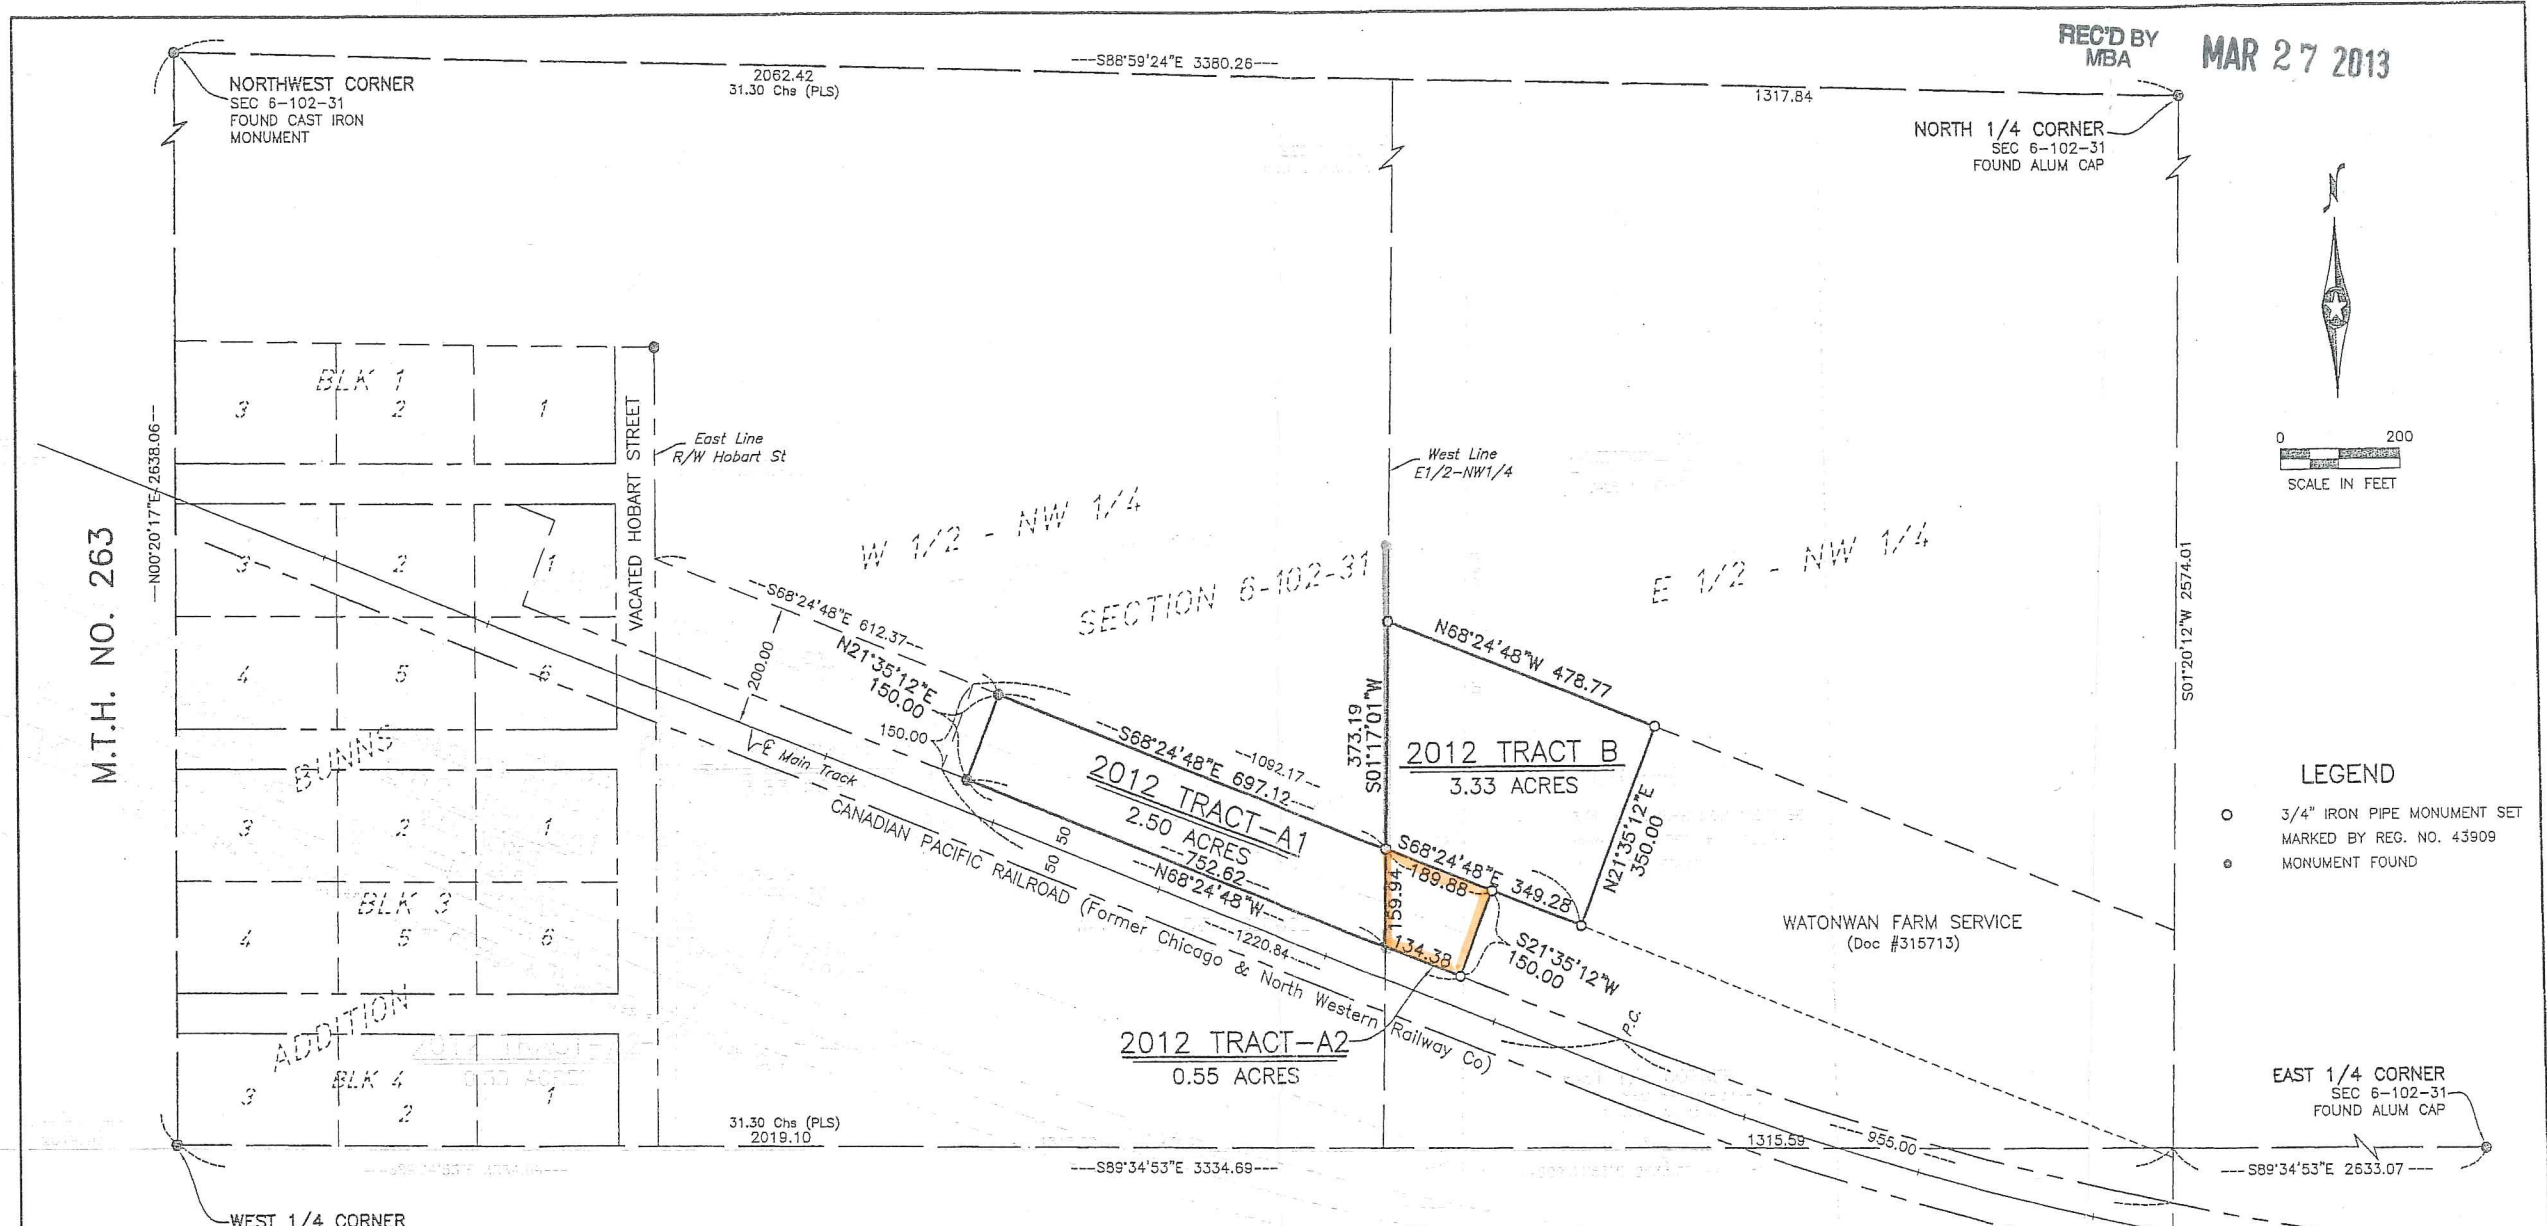 REC'D BY
MBA
MAR 27 2013
---S88°59'24"E 3380.26---
2062.42
31.30 Chs (PLS)
1317.84
NORTHWEST CORNER
SEC 6-102-31
FOUND CAST IRON
MONUMENT
NORTH 1/4 CORNER
SEC 6-102-31
FOUND ALUM CAP
N
0 200
SCALE IN FEET
BLK 1
3 2 1
East Line
R/W Hobart St
West Line
E1/2-NW1/4
---N00°20'17"E 2638.06---
M.T.H. NO. 263
VACATED HOBART STREET
3 2 1
4 5 6
W 1/2 - NW 1/4
SECTION 6-102-31
E 1/2 - NW 1/4
S01°20'12"W 2574.01
---S68°24'48"E 612.37---
200.00
N21°35'12"E
150.00
150.00
℄ Main Track
N68°24'48"W 478.77
373.19
S01°17'01"W
2012 TRACT B
3.33 ACRES
N21°35'12"E
350.00
---1092.17---
---S68°24'48"E 697.12---
2012 TRACT-A1
2.50 ACRES
---752.62---
---N68°24'48"W---
50 50
CANADIAN PACIFIC RAILROAD (Former Chicago & North Western Railway Co)
----1220.84----
S68°24'48"E 349.28
189.88
159.94
134.38
S21°35'12"W
150.00
BUNNS
3 2 1
BLK 3
4 5 6
ADDITION
BLK 4
3 2 1
LEGEND
3/4" IRON PIPE MONUMENT SET
MARKED BY REG. NO. 43909
MONUMENT FOUND
WATONWAN FARM SERVICE
(Doc #315713)
P.C.
2012 TRACT-A2
0.55 ACRES
EAST 1/4 CORNER
SEC 6-102-31
FOUND ALUM CAP
31.30 Chs (PLS)
2019.10
1315.59
---955.00---
---S89°34'53"E 3334.69---
---S89°34'53"E 2633.07---
WEST 1/4 CORNER